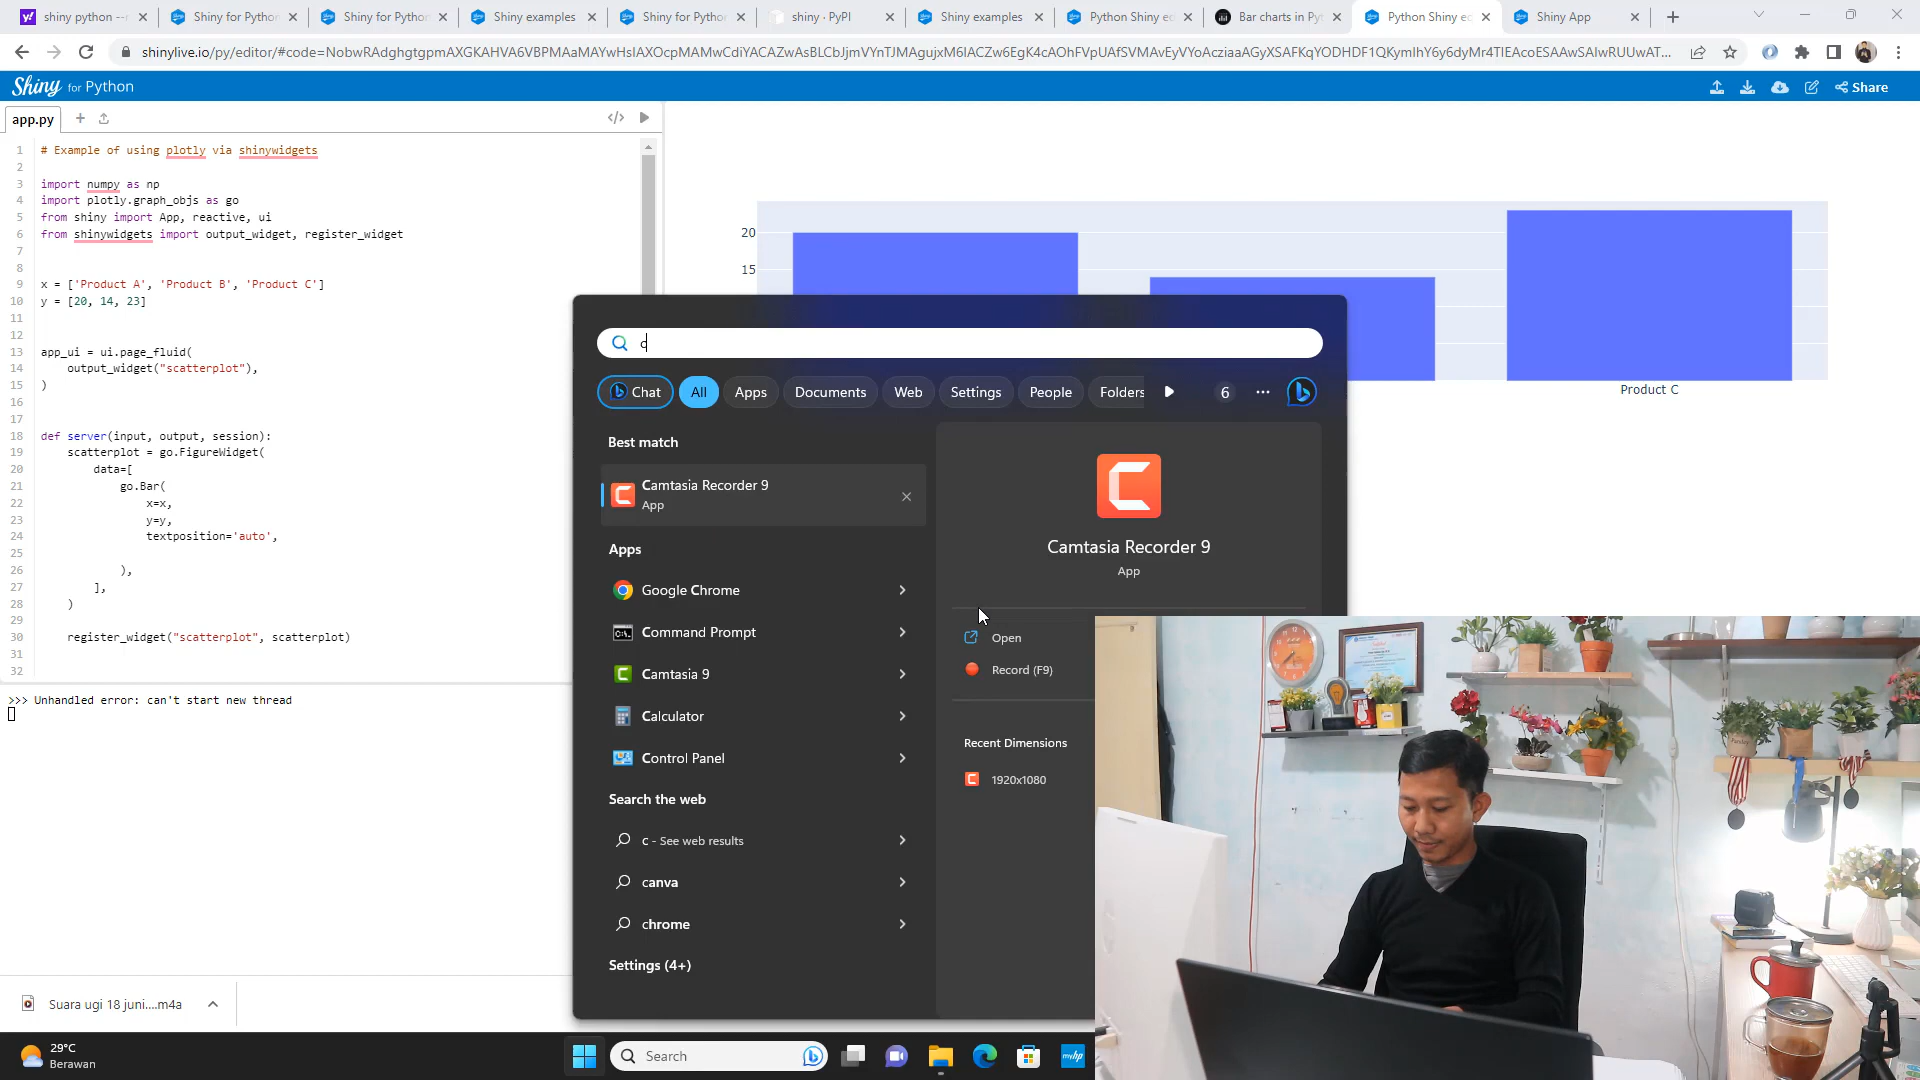 shiny python --r
Shiny for Python
Shiny for Python
Shiny examples
Shiny for Python
shiny · PyPI
Shiny examples
Python Shiny ec
Bar charts in Py
Python Shiny ec
Shiny App
Shiny for Python
Share
app.py
1 # Example of using plotly via shinywidgets
2
3 import numpy as np
4 import plotly.graph_objs as go
5 from shiny import App, reactive, ui
6 from shinywidgets import output_widget, register_widget
7
8
9 x = ['Product A', 'Product B', 'Product C']
10 y = [20, 14, 23]
11
12
13 app_ui = ui.page_fluid(
14 output_widget("scatterplot"),
15 )
16
17
18 def server(input, output, session):
19 scatterplot = go.FigureWidget(
20 data=[
21 go.Bar(
22 x=x,
23 y=y,
24 textposition='auto',
25
26 ),
27 ],
28 )
29
30 register_widget("scatterplot", scatterplot)
31
32
>>> Unhandled error: can't start new thread
20
15
Product C
c
Chat
All
Apps
Documents
Web
Settings
People
Folders
6
Best match
Camtasia Recorder 9
App
Apps
Google Chrome
Command Prompt
Camtasia 9
Calculator
Control Panel
Search the web
c - See web results
canva
chrome
Settings (4+)
Camtasia Recorder 9
App
Open
Record (F9)
Recent Dimensions
1920x1080
Suara ugi 18 juni....m4a
29°C
Berawan
Search
myhp